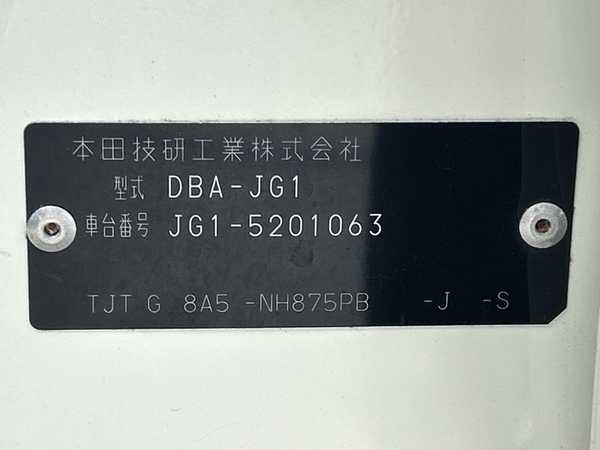 本田技研工業株式会社
型式 DBA-JG1
車台番号 JG1-5201063
TJT G 8A5 -NH875PB -J -S